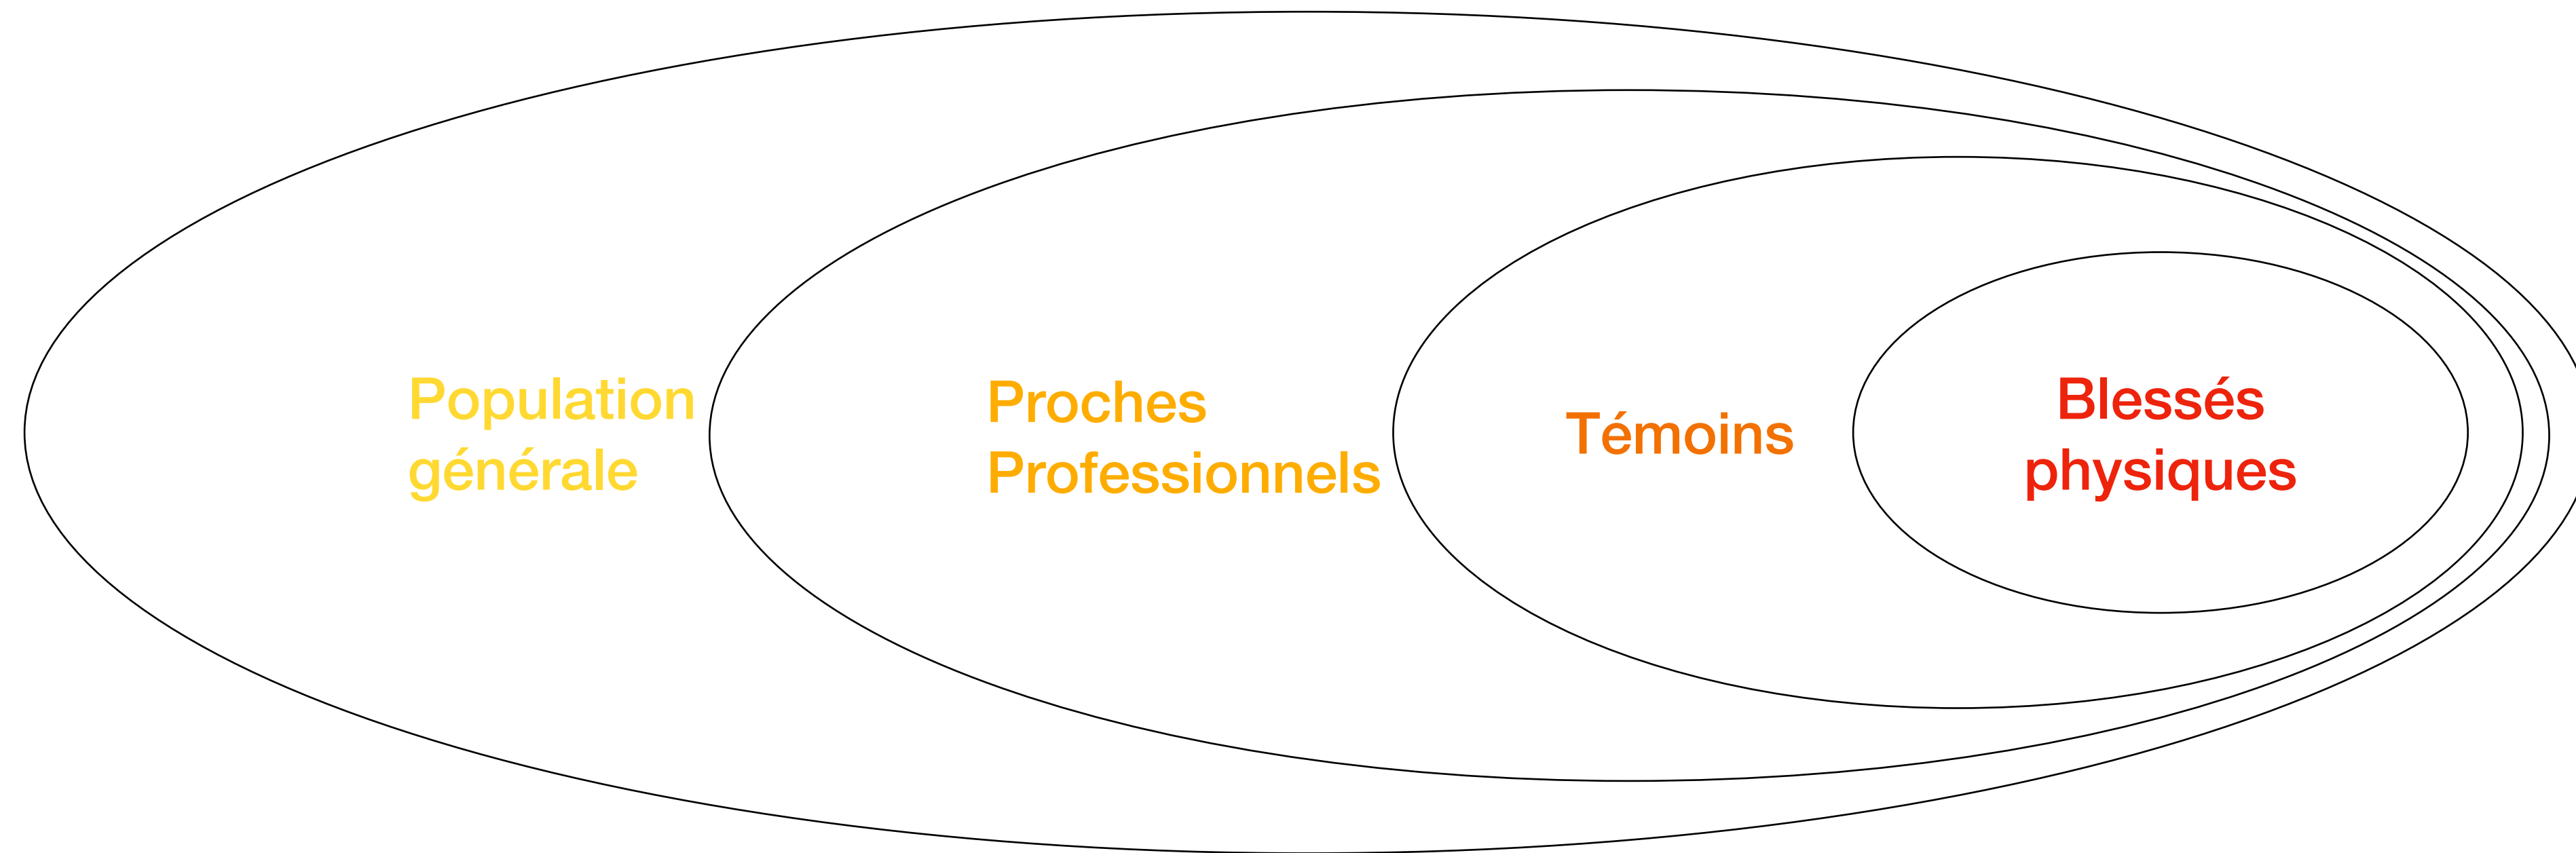 Population
générale
Proches
Professionnels
Témoins
Blessés
physiques